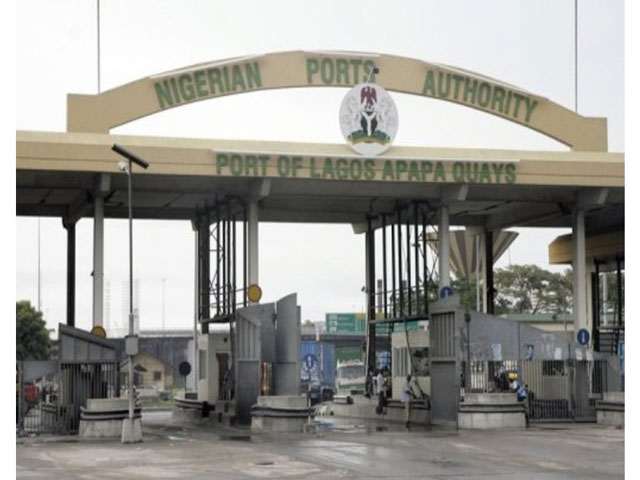 NIGERIAN PORTS AUTHORITY
PORT OF LAGOS APAPA QUAYS